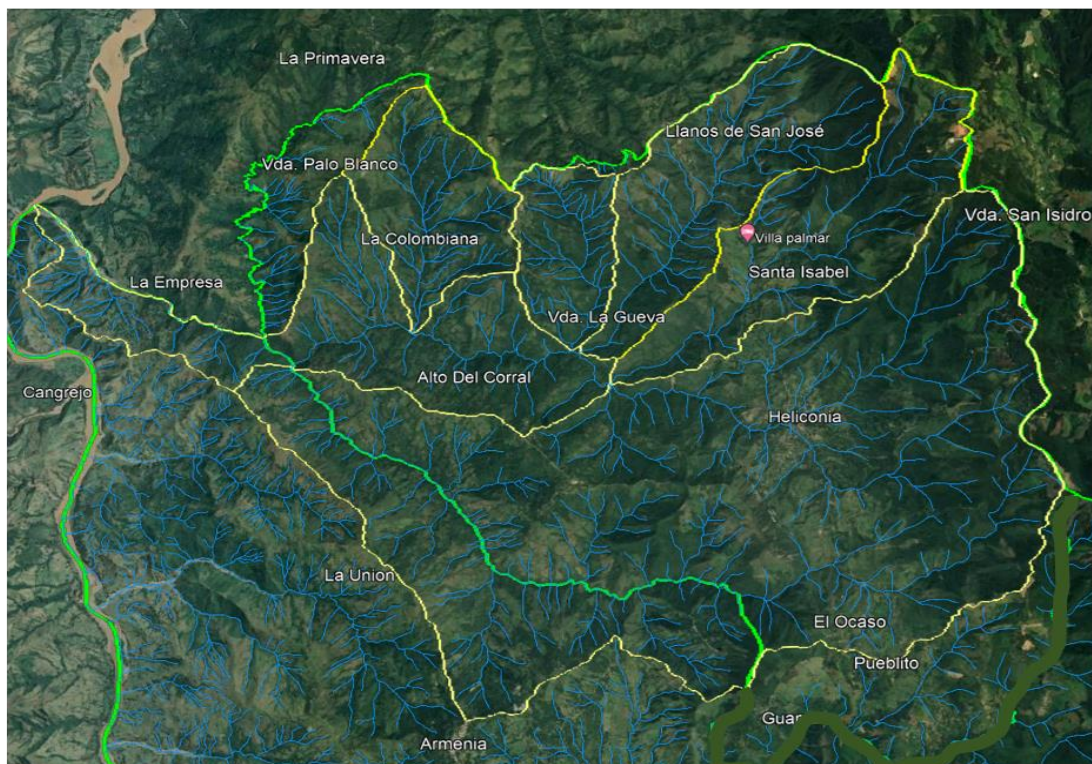 La Primavera
Llanos de San José
Vda. Palo Blanco
Vda. San Isidro
La Colombiana
Villa palmar
Santa Isabel
La Empresa
Vda. La Gueva
Alto Del Corral
Cangrejo
Heliconia
La Union
El Ocaso
Pueblito
Armenia